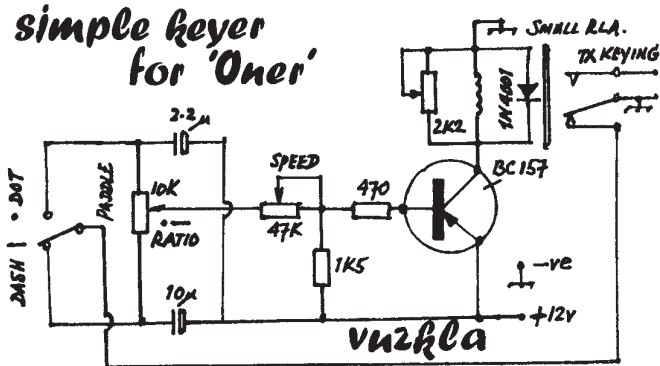 simple keyer
for 'Oner'
SMALL RLA.
TX KEYING
2.2μ
2K2
1N4007
SPEED
BC157
DASH | • DOT
PADDLE
10K
• —
RATIO
47K
470
1K5
-ve
10μ
+12v
vu2kla